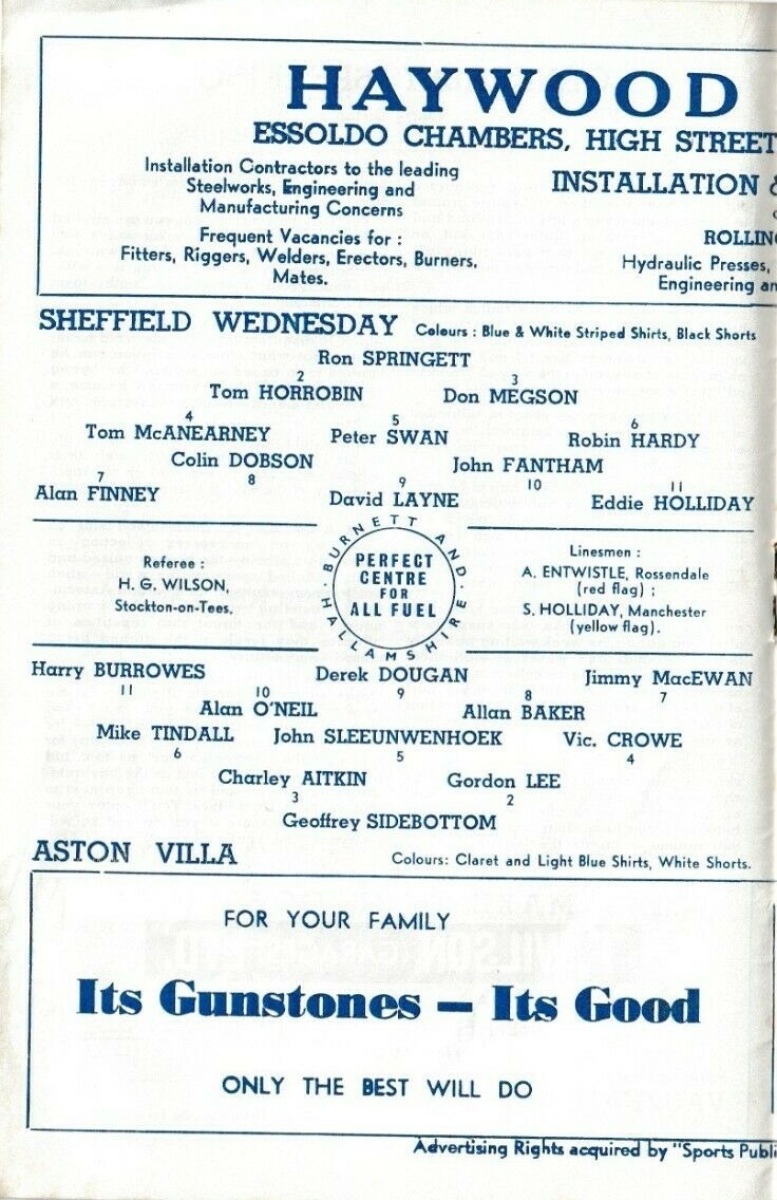 HAYWOOD
ESSOLDO CHAMBERS, HIGH STREET
Installation Contractors to the leading
Steelworks, Engineering and
Manufacturing Concerns
Frequent Vacancies for :
Fitters, Riggers, Welders, Erectors, Burners,
Mates.
INSTALLATION &
ROLLING
Hydraulic Presses,
Engineering an
SHEFFIELD WEDNESDAY Colours : Blue & White Striped Shirts, Black Shorts
Ron SPRINGETT
2 3
Tom HORROBIN Don MEGSON
4 5 6
Tom McANEARNEY Peter SWAN Robin HARDY
Colin DOBSON John FANTHAM
7 8 9 10 11
Alan FINNEY David LAYNE Eddie HOLLIDAY
Referee :
H. G. WILSON,
Stockton-on-Tees.
BURNETT AND HALLAMSHIRE
PERFECT
CENTRE
FOR
ALL FUEL
Linesmen :
A. ENTWISTLE, Rossendale
(red flag) ;
S. HOLLIDAY, Manchester
(yellow flag).
Harry BURROWES Derek DOUGAN Jimmy MacEWAN
11 10 9 8 7
Alan O'NEIL Allan BAKER
Mike TINDALL John SLEEUNWENHOEK Vic. CROWE
6 5 4
Charley AITKIN Gordon LEE
3 2
Geoffrey SIDEBOTTOM
ASTON VILLA Colours: Claret and Light Blue Shirts, White Shorts.
FOR YOUR FAMILY
Its Gunstones — Its Good
ONLY THE BEST WILL DO
Advertising Rights acquired by "Sports Publi